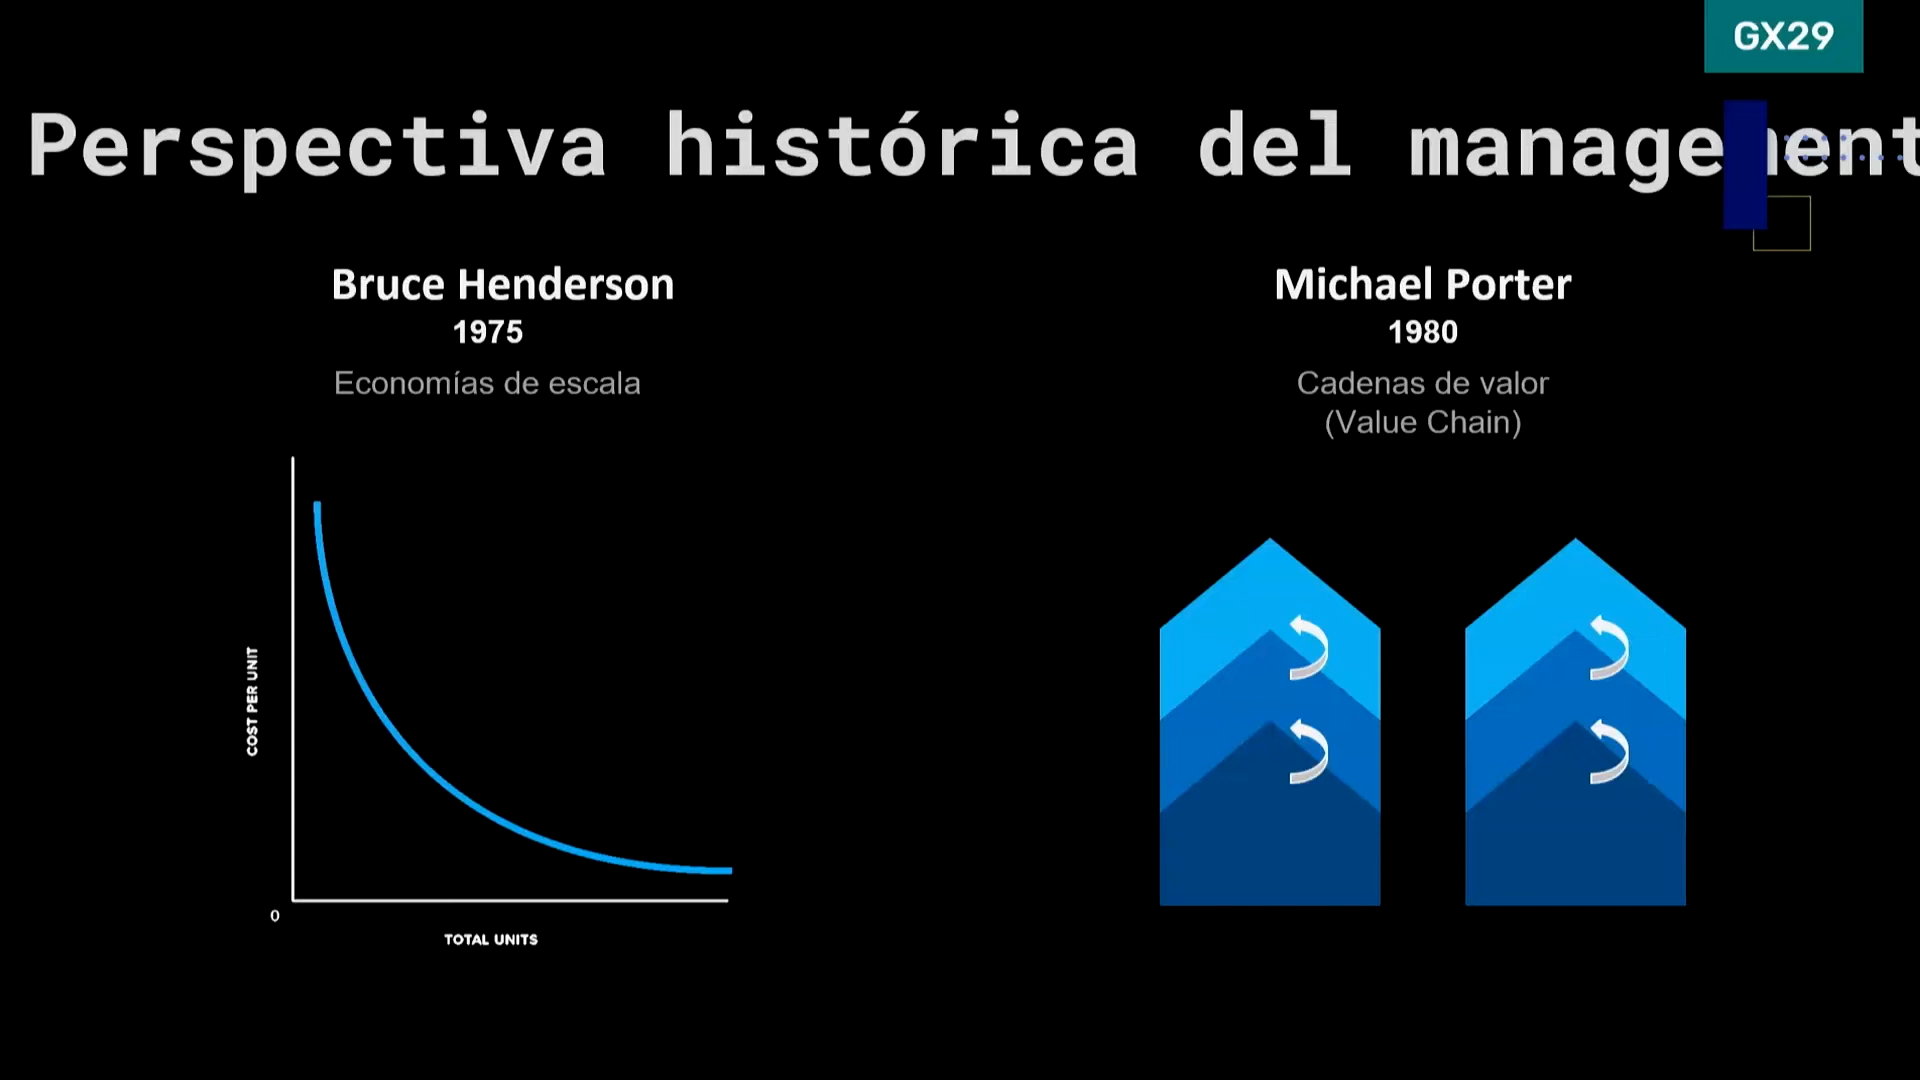 GX29
Perspectiva histórica del management
Bruce Henderson
1975
Economías de escala
Michael Porter
1980
Cadenas de valor
(Value Chain)
COST PER UNIT
0
TOTAL UNITS